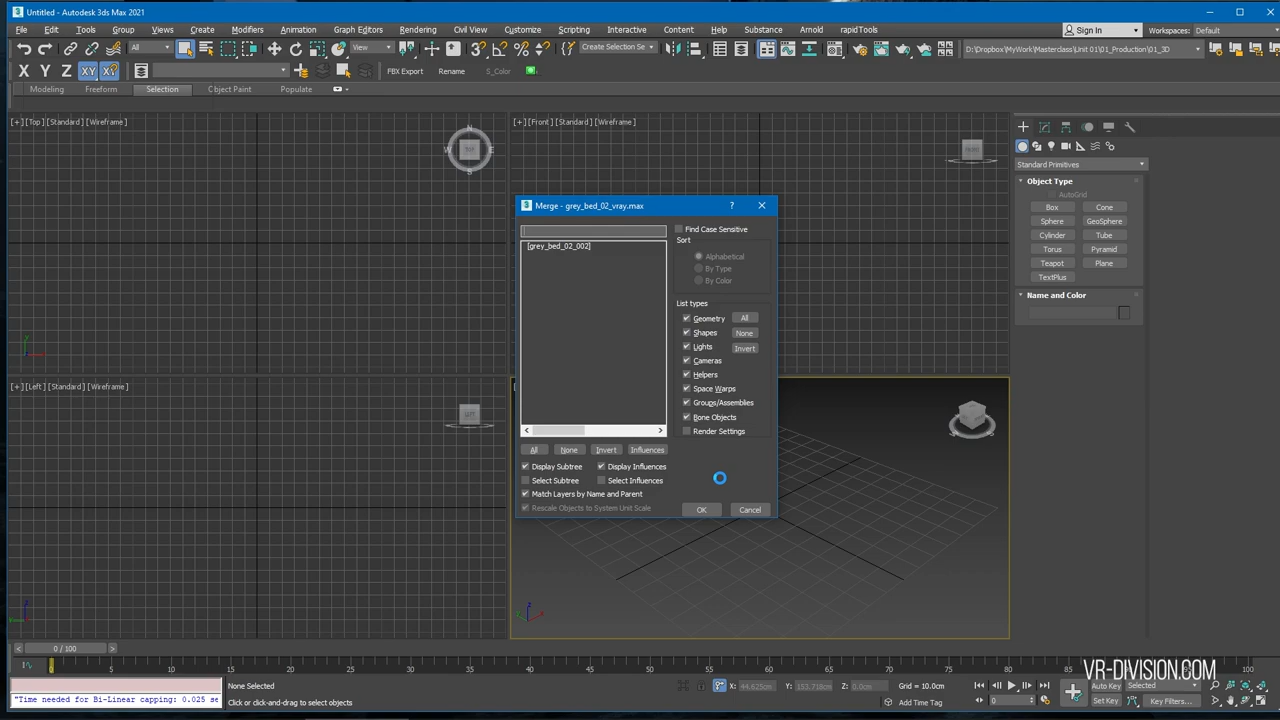 Untitled - Autodesk 3ds Max 2021
File Edit Tools Group Views Create Modifiers Animation Graph Editors Rendering Civil View Customize Scripting Interactive Content Help Substance Arnold rapidTools Sign In Workspaces: Default
All View Create Selection Se D:\Dropbox\MyWork\Masterclass\Unit 01\01_Production\01_3D
X Y Z XY FBX Export Rename S_Color
Modeling Freeform Selection Object Paint Populate
[+] [Top] [Standard] [Wireframe]
[+] [Front] [Standard] [Wireframe]
N
W TOP E
S
FRONT
Standard Primitives
Object Type
AutoGrid
Box Cone
Sphere GeoSphere
Cylinder Tube
Torus Pyramid
Teapot Plane
TextPlus
Name and Color
Merge - grey_bed_02_vray.max ?
Find Case Sensitive
[grey_bed_02_002]
Sort
Alphabetical
By Type
By Color
List types
Geometry All
Shapes None
Lights Invert
Cameras
Helpers
Space Warps
Groups/Assemblies
Bone Objects
Render Settings
All None Invert Influences
Display Subtree Display Influences
Select Subtree Select Influences
Match Layers by Name and Parent
Rescale Objects to System Unit Scale
OK Cancel
[+] [Left] [Standard] [Wireframe]
LEFT
0 / 100
0 5 10 15 20 25 30 35 40 45 50 55 60 65 70 75 80 85 90 95 100
VR-DIVISION.COM
"Time needed for Bi-Linear capping: 0.025 se
None Selected
Click or click-and-drag to select objects
X: 44.625cm Y: 153.718cm Z: 0.0cm Grid = 10.0cm
Add Time Tag
0
Auto Key Selected
Set Key Key Filters...